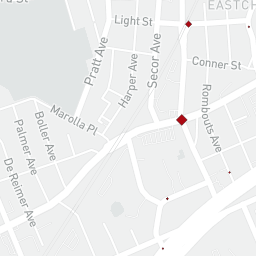 EASTCH
d St
Light St
Pratt Ave
Harper Ave
Secor Ave
Conner St
Rombouts Ave
Marolla Pl
Boller Ave
Palmer Ave
De Reimer Ave